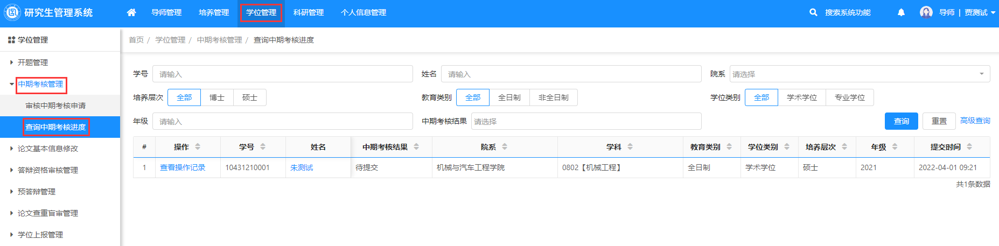 研究生管理系统 导师管理 培养管理 学位管理 科研管理 个人信息管理 搜索系统功能 导师 | 贾测试
学位管理
首页 / 学位管理 / 中期考核管理 / 查询中期考核进度
开题管理
中期考核管理
审核中期考核申请
查询中期考核进度
论文基本信息修改
答辩资格审核管理
预答辩管理
论文查重盲审管理
学位上报管理
学号 请输入 姓名 请输入 院系 请选择
培养层次 全部 博士 硕士 教育类别 全部 全日制 非全日制 学位类别 全部 学术学位 专业学位
年级 请输入 中期考核结果 请选择 查询 重置 高级查询
# 操作 学号 姓名 中期考核结果 院系 学科 教育类别 学位类别 培养层次 年级 提交时间
1 查看操作记录 10431210001 朱测试 待提交 机械与汽车工程学院 0802【机械工程】 全日制 学术学位 硕士 2021 2022-04-01 09:21
共1条数据